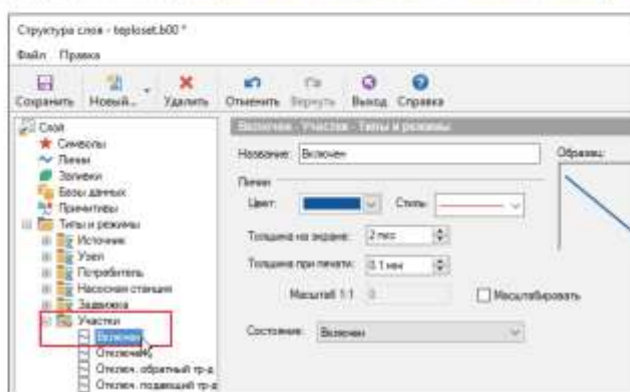 Структура слоя - teploset.b00 *
Файл Правка
Сохранить Новый... Удалить Отменить Вернуть Выход Справка
Слой
Символы
Линии
Заливки
Базы данных
Примитивы
Типы и режимы
Источник
Узел
Потребитель
Насосная станция
Задвижка
Участки
Включен
Отключен
Отключ. обратный тр-д
Отключ. подающий тр-д
Включен - Участки - Типы и режимы
Название: Включен
Образец:
Линии
Цвет: Стиль:
Толщина на экране: 2 пкс
Толщина при печати: 0.1 мм
Масштаб 1:1 0 Масштабировать
Состояние: Включен